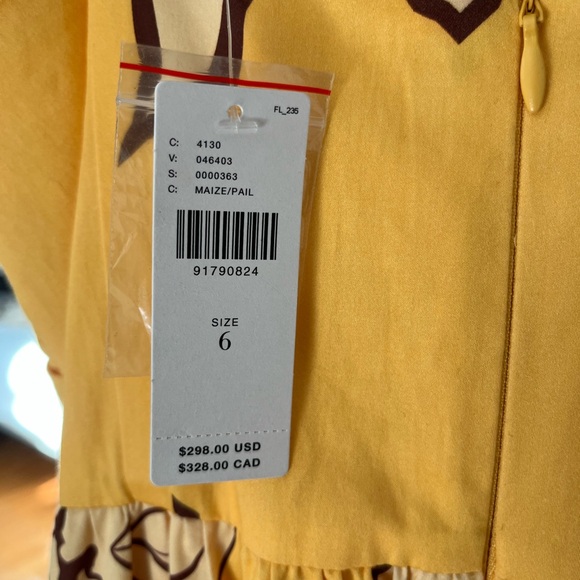 FL_235
C: 4130
V: 046403
S: 0000363
C: MAIZE/PAIL
91790824
SIZE
6
$298.00 USD
$328.00 CAD